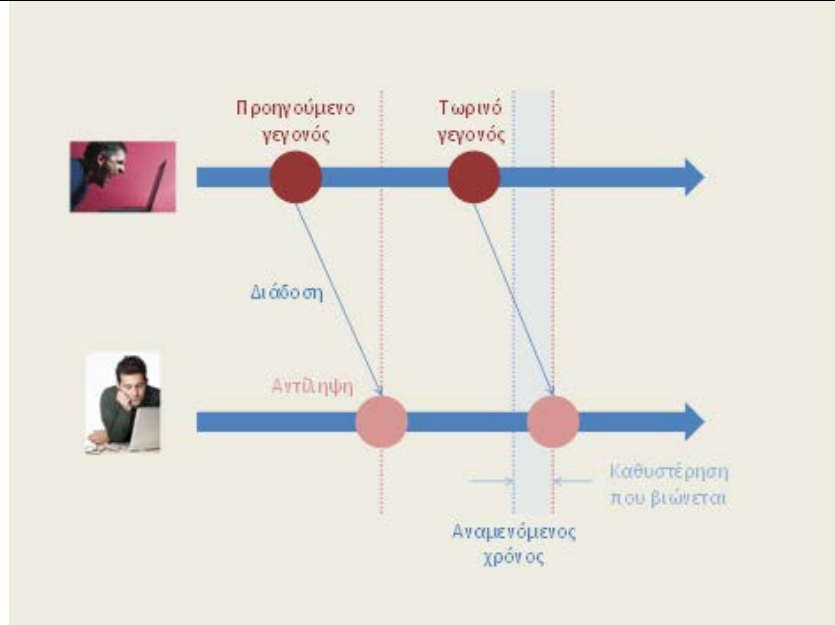 Προηγούμενο
γεγονός
Τωρινό
γεγονός
Διάδοση
Αντίληψη
Καθυστέρηση
που βιώνεται
Αναμενόμενος
χρόνος